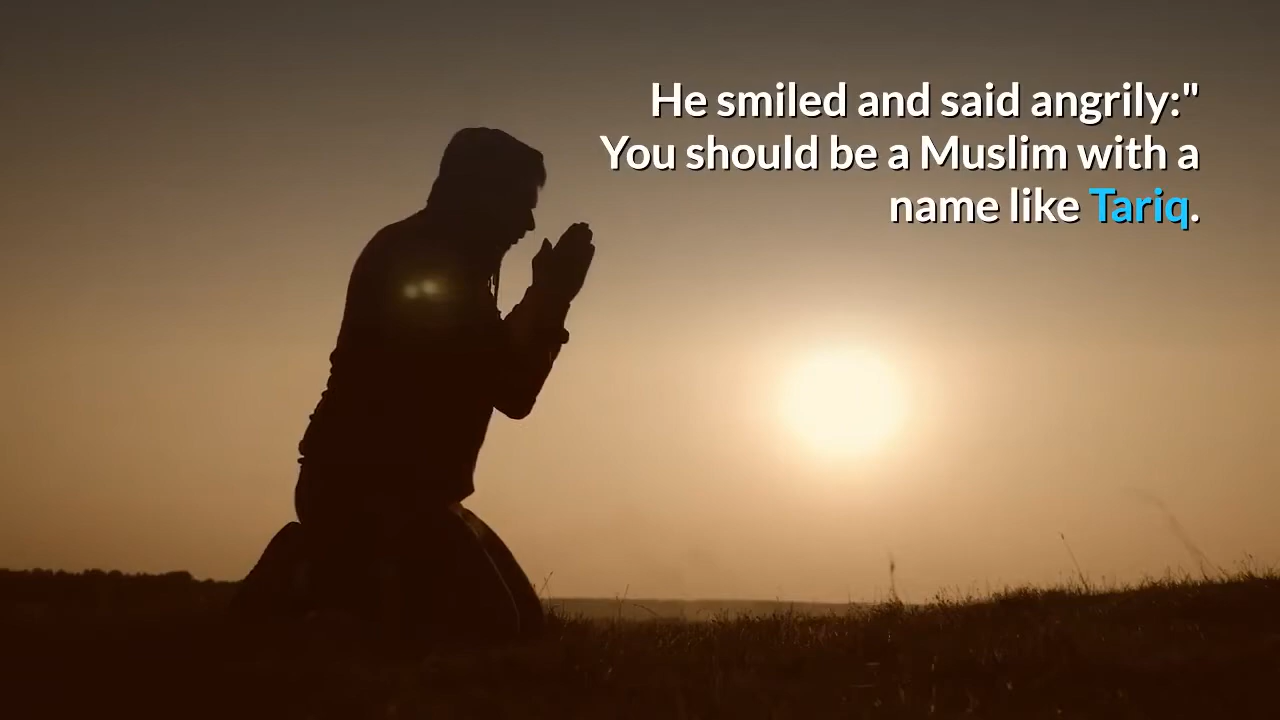 He smiled and said angrily:"
You should be a Muslim with a
name like Tariq.